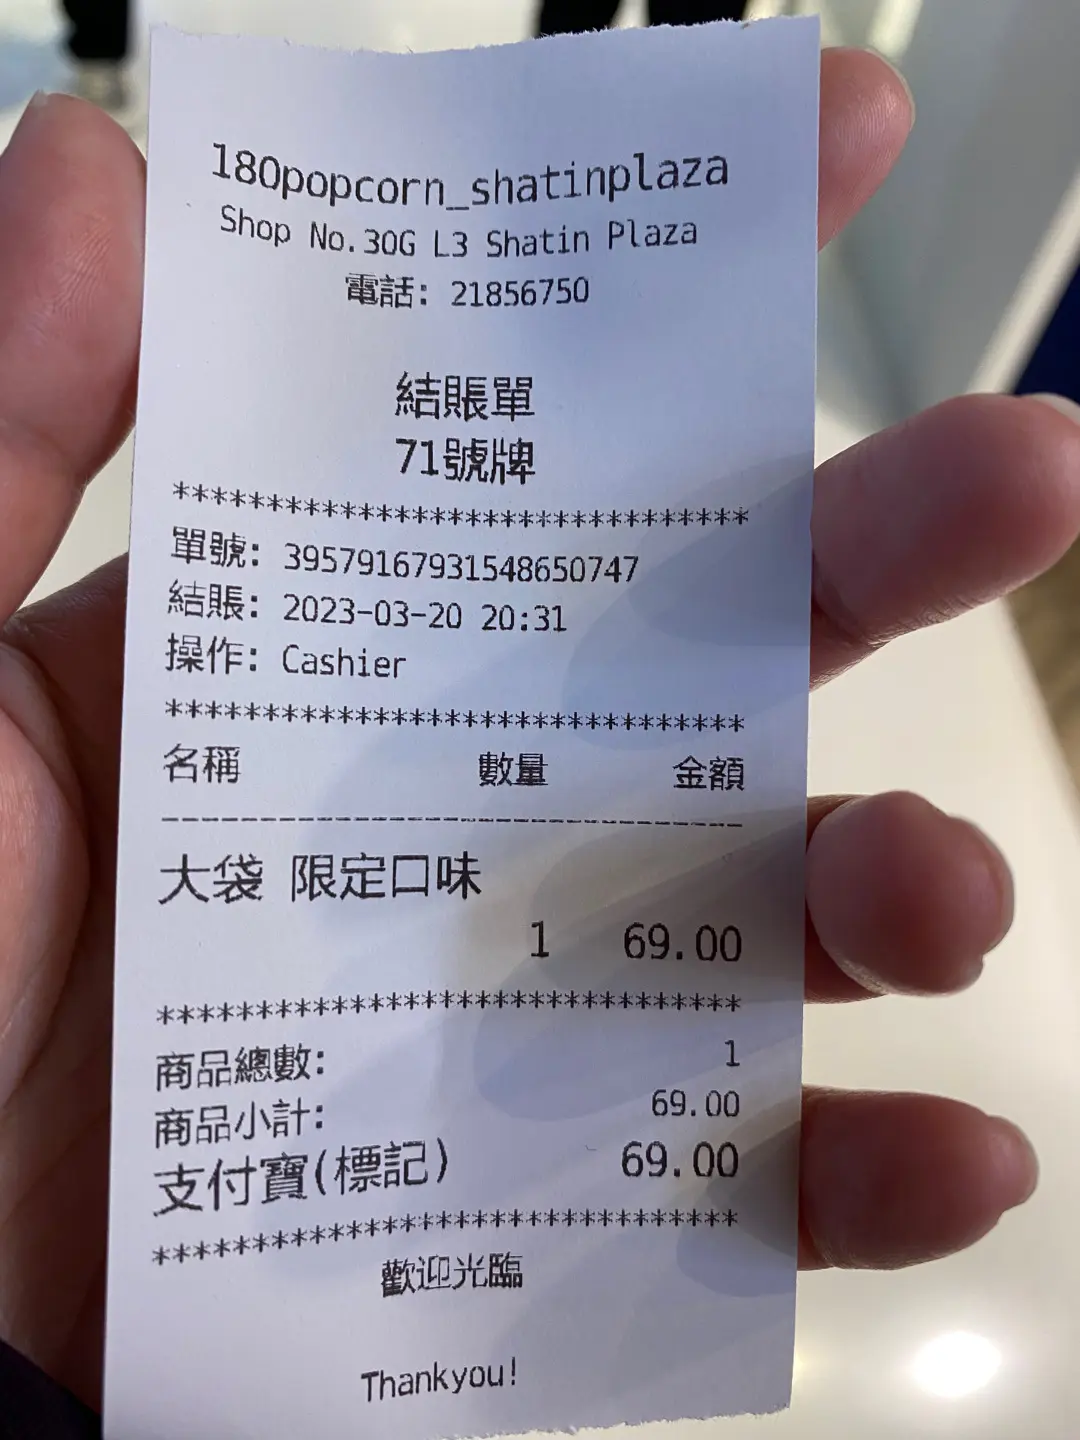 180popcorn_shatinplaza
Shop No.30G L3 Shatin Plaza
電話: 21856750
結賬單
71號牌
*******************************
單號: 39579167931548650747
結賬: 2023-03-20 20:31
操作: Cashier
*******************************
名稱 數量 金額
--------------------------------
大袋 限定口味
1 69.00
*******************************
商品總數: 1
商品小計: 69.00
支付寶(標記) 69.00
*******************************
歡迎光臨
Thankyou!